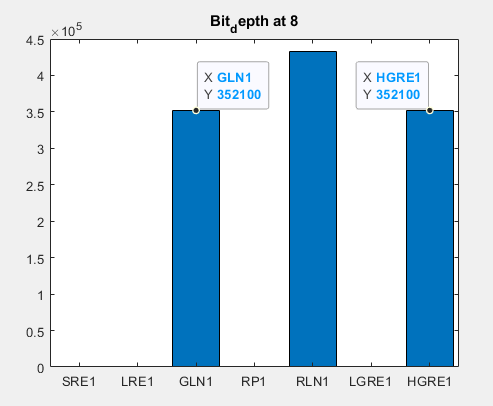 Bit_depth at 8
×10^5
4.5
4
3.5
3
2.5
2
1.5
1
0.5
0
X GLN1
Y 352100
X HGRE1
Y 352100
SRE1 LRE1 GLN1 RP1 RLN1 LGRE1 HGRE1